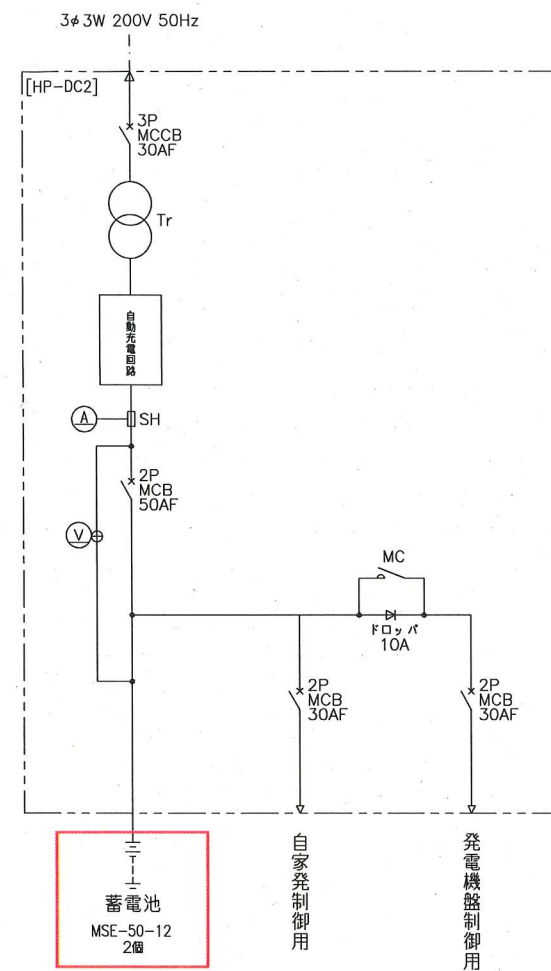 3φ3W 200V 50Hz
[HP-DC2]
3P
MCCB
30AF
Tr
自動充電回路
A
SH
2P
MCB
50AF
V
MC
ドロッパ
10A
2P
MCB
30AF
2P
MCB
30AF
蓄電池
MSE-50-12
2個
自家発制御用
発電機盤制御用